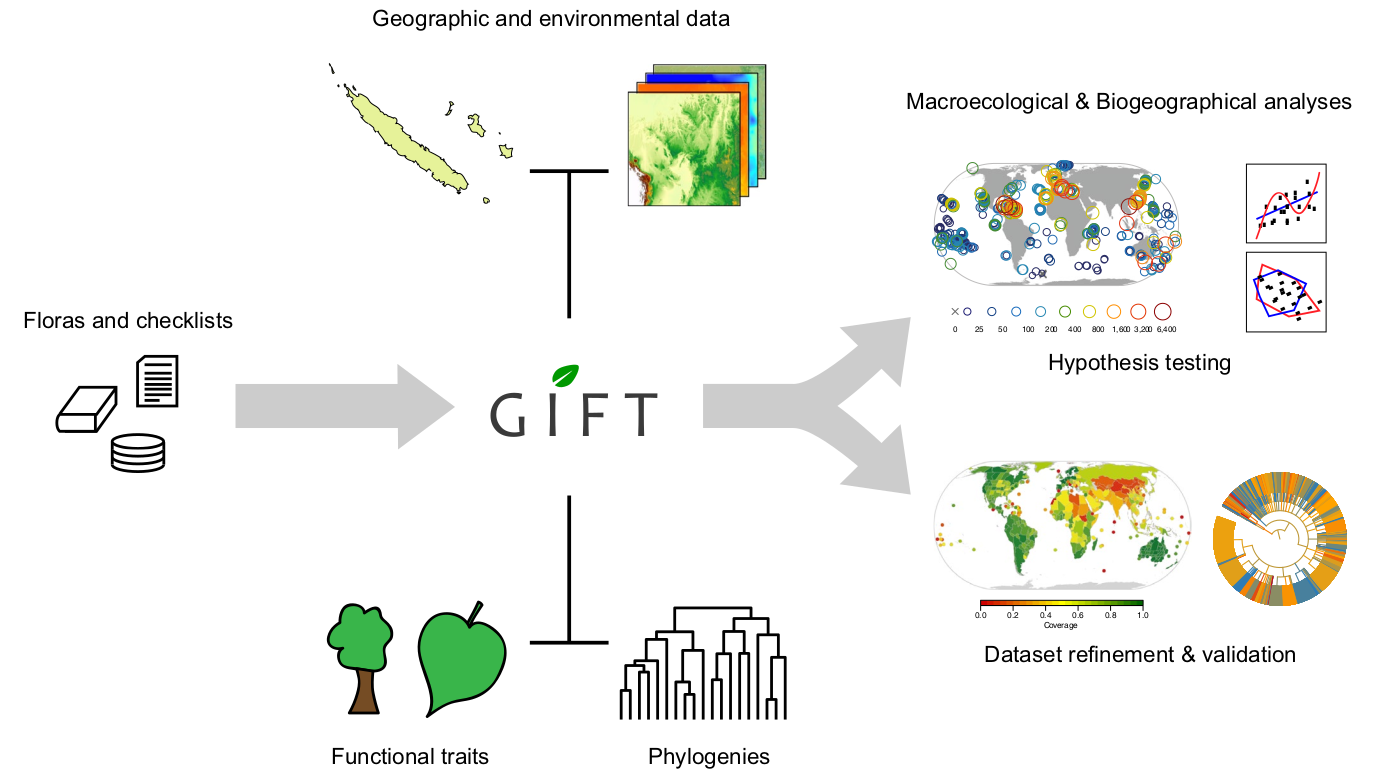 Geographic and environmental data
Macroecological & Biogeographical analyses
0 25 50 100 200 400 800 1,600 3,200 6,400
Hypothesis testing
Floras and checklists
GIFT
0.0 0.2 0.4 0.6 0.8 1.0
Coverage
Dataset refinement & validation
Functional traits
Phylogenies